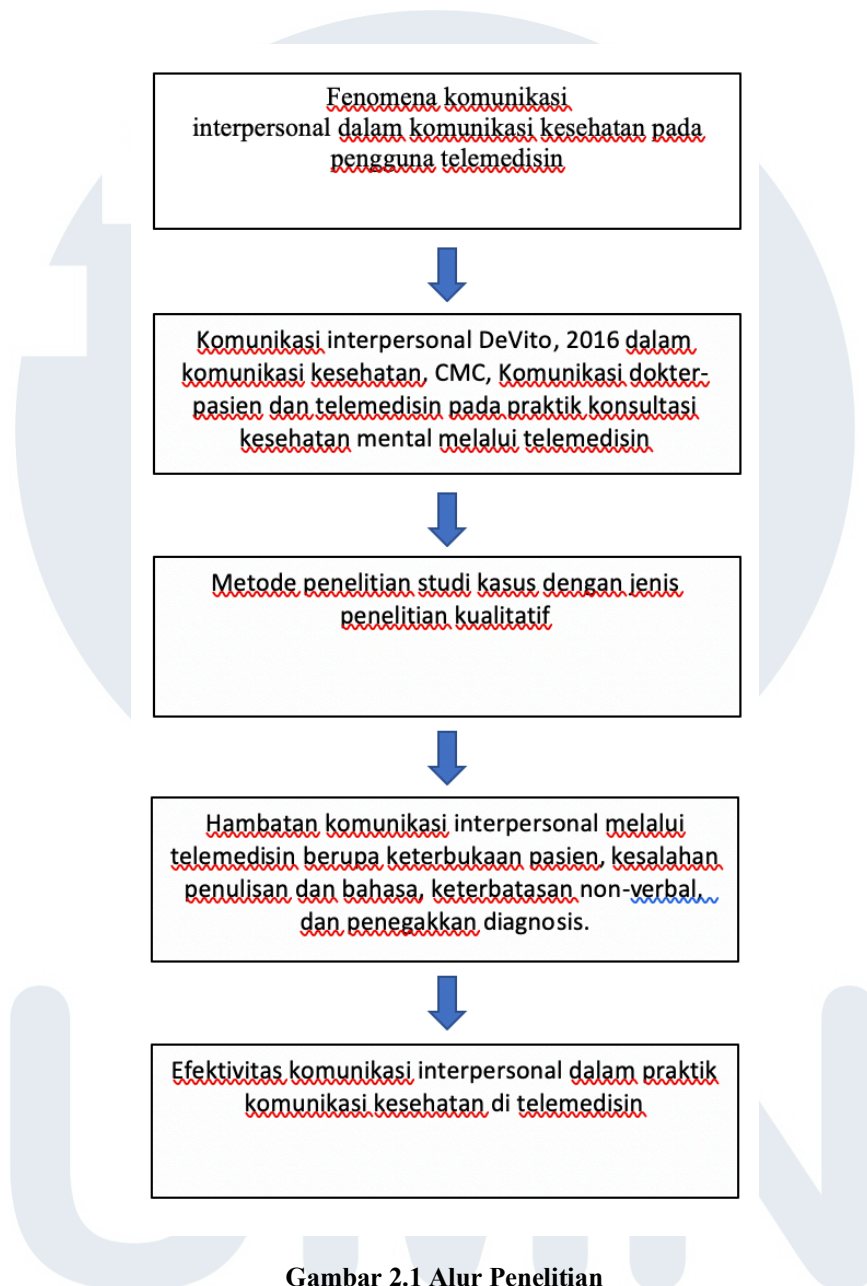 Fenomena komunikasi
interpersonal dalam komunikasi kesehatan pada
pengguna telemedisin
Komunikasi interpersonal DeVito, 2016 dalam
komunikasi kesehatan, CMC, Komunikasi dokter-
pasien dan telemedisin pada praktik konsultasi
kesehatan mental melalui telemedisin
Metode penelitian studi kasus dengan jenis
penelitian kualitatif
Hambatan komunikasi interpersonal melalui
telemedisin berupa keterbukaan pasien, kesalahan
penulisan dan bahasa, keterbatasan non-verbal,
dan penegakkan diagnosis.
Efektivitas komunikasi interpersonal dalam praktik
komunikasi kesehatan di telemedisin
Gambar 2.1 Alur Penelitian